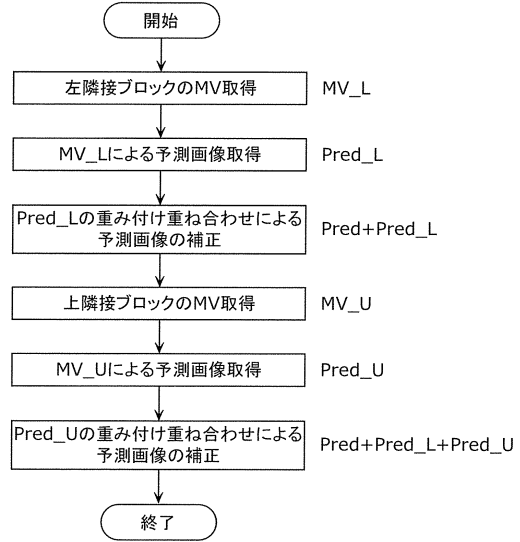 開始
左隣接ブロックのMV取得
MV_L
MV_Lによる予測画像取得
Pred_L
Pred_Lの重み付け重ね合わせによる
予測画像の補正
Pred+Pred_L
上隣接ブロックのMV取得
MV_U
MV_Uによる予測画像取得
Pred_U
Pred_Uの重み付け重ね合わせによる
予測画像の補正
Pred+Pred_L+Pred_U
終了